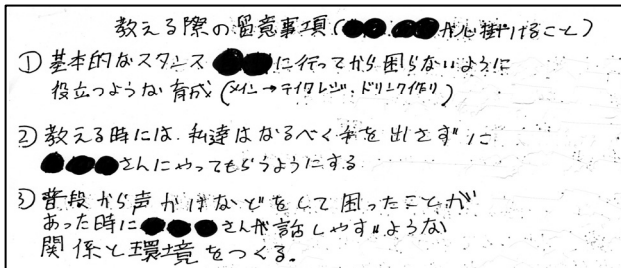 教える際の留意事項(●●.●●が心掛けること)
① 基本的なスタンス ●●に行ってから困らないように
役立つような育成(メイン→テイクレジ・ドリンク作り)
② 教える時には.私達はなるべく手を出さずに
●●●さんにやってもらうようにする
③ 普段から声かけなどをして困ったことが
あった時に●●●さんが話しやすいような
関係と環境をつくる.